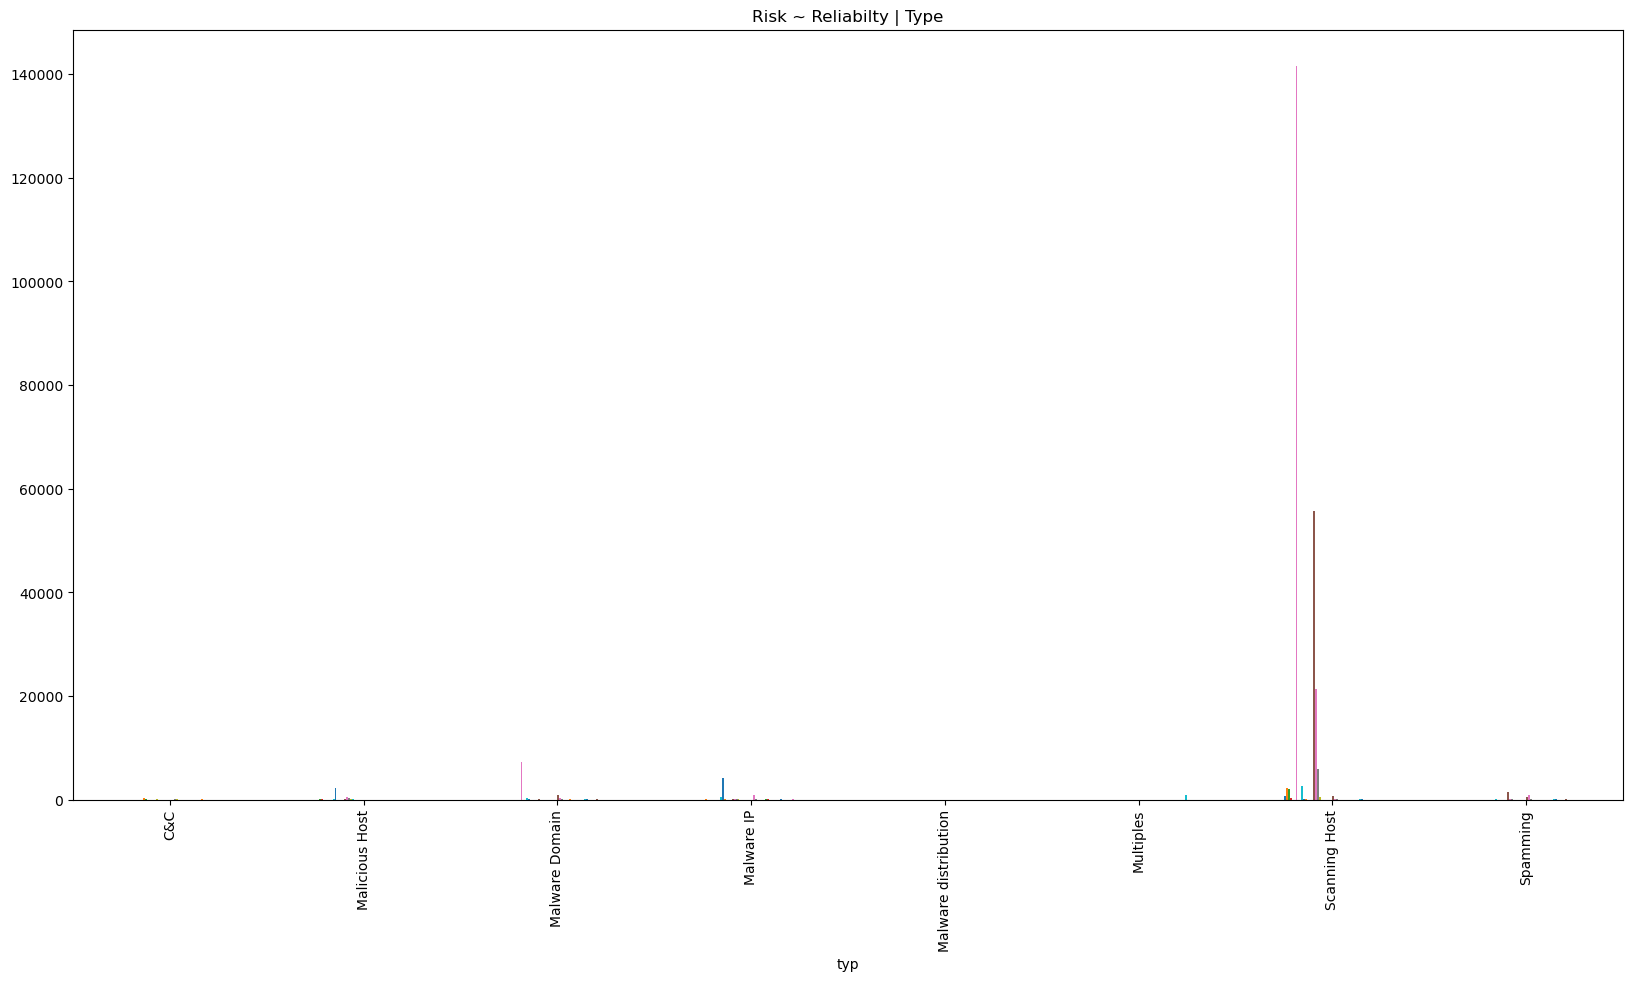 Risk ~ Reliabilty | Type
140000
120000
100000
80000
60000
40000
20000
0
C&C
Malicious Host
Malware Domain
Malware IP
Malware distribution
Multiples
Scanning Host
Spamming
typ